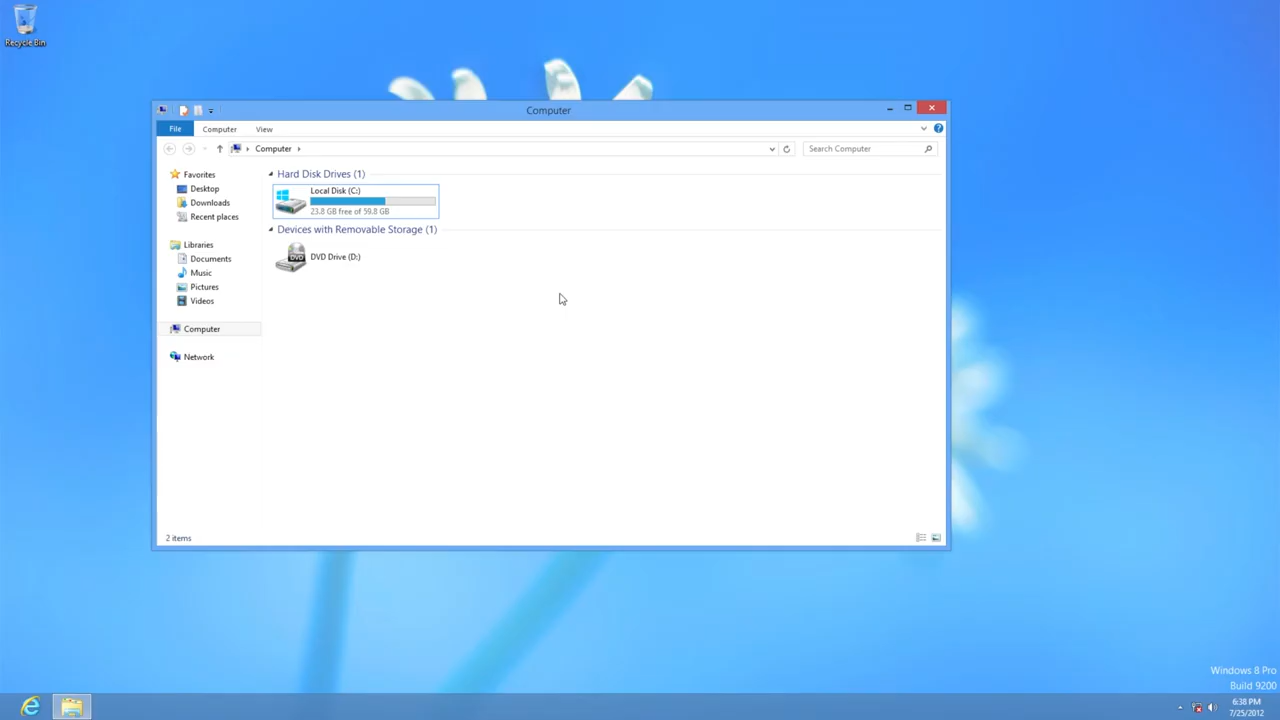 Recycle Bin
Computer
File Computer View
Computer
Search Computer
Favorites
Desktop
Downloads
Recent places
Libraries
Documents
Music
Pictures
Videos
Computer
Network
Hard Disk Drives (1)
Local Disk (C:)
23.8 GB free of 59.8 GB
Devices with Removable Storage (1)
DVD
DVD Drive (D:)
2 items
Windows 8 Pro
Build 9200
6:38 PM
7/25/2012